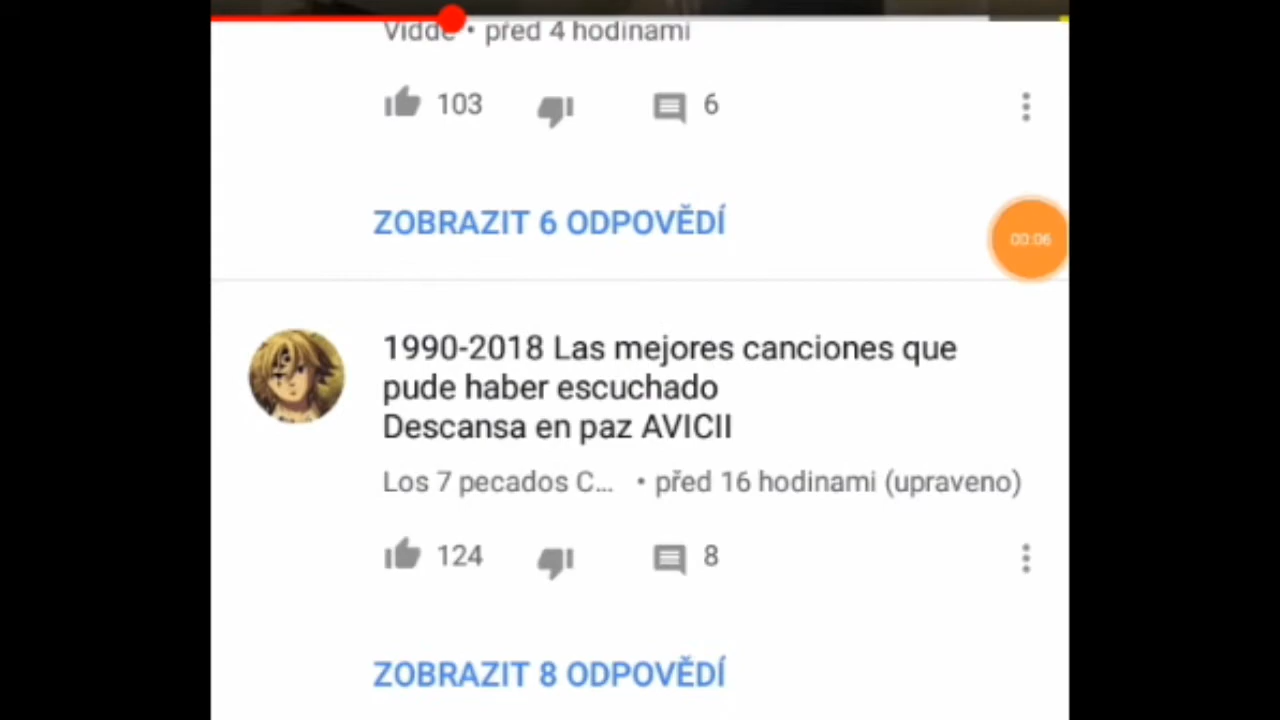 Vidde • před 4 hodinami
103 6
ZOBRAZIT 6 ODPOVĚDÍ
00:06
1990-2018 Las mejores canciones que
pude haber escuchado
Descansa en paz AVICII
Los 7 pecados C... • před 16 hodinami (upraveno)
124 8
ZOBRAZIT 8 ODPOVĚDÍ